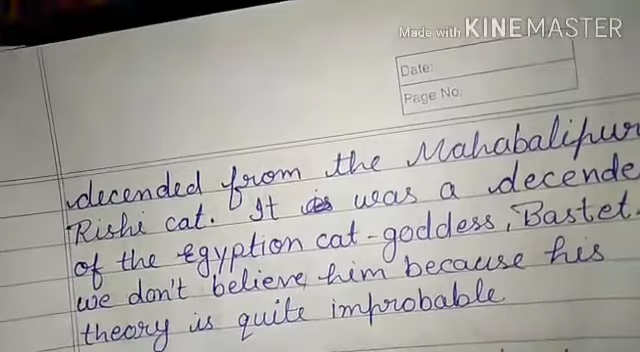 Made with KINEMASTER
Date:
Page No.
decended from the Mahabalipur
Rishi cat. It is was a decende
of the Egyption cat-goddess, Bastet.
we don't believe him because his
theory is quite improbable